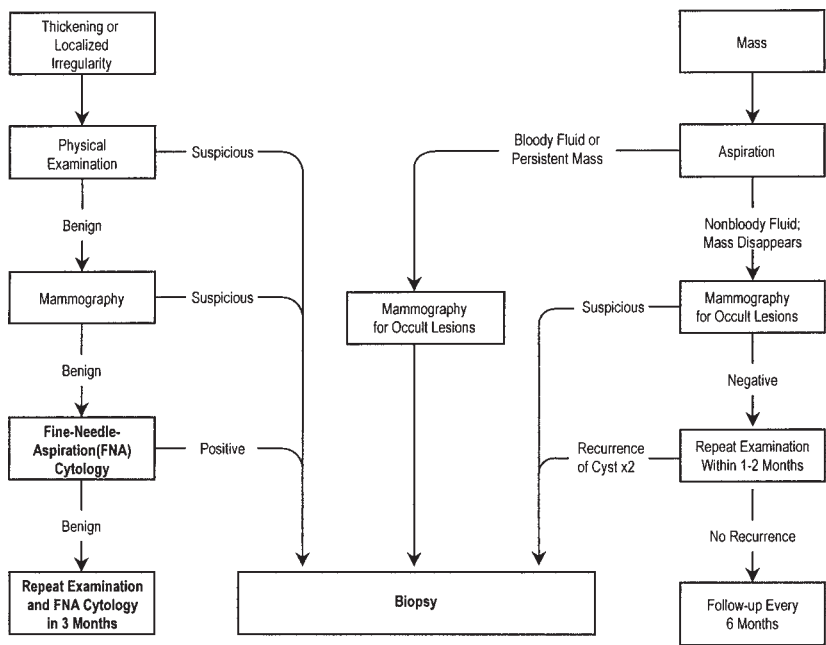 Thickening or
Localized
Irregularity
Physical
Examination
Suspicious
Benign
Mammography
Suspicious
Benign
Fine-Needle-
Aspiration(FNA)
Cytology
Positive
Benign
Repeat Examination
and FNA Cytology
in 3 Months
Bloody Fluid or
Persistent Mass
Mammography
for Occult Lesions
Biopsy
Mass
Aspiration
Nonbloody Fluid;
Mass Disappears
Suspicious
Mammography
for Occult Lesions
Negative
Recurrence
of Cyst x2
Repeat Examination
Within 1-2 Months
No Recurrence
Follow-up Every
6 Months